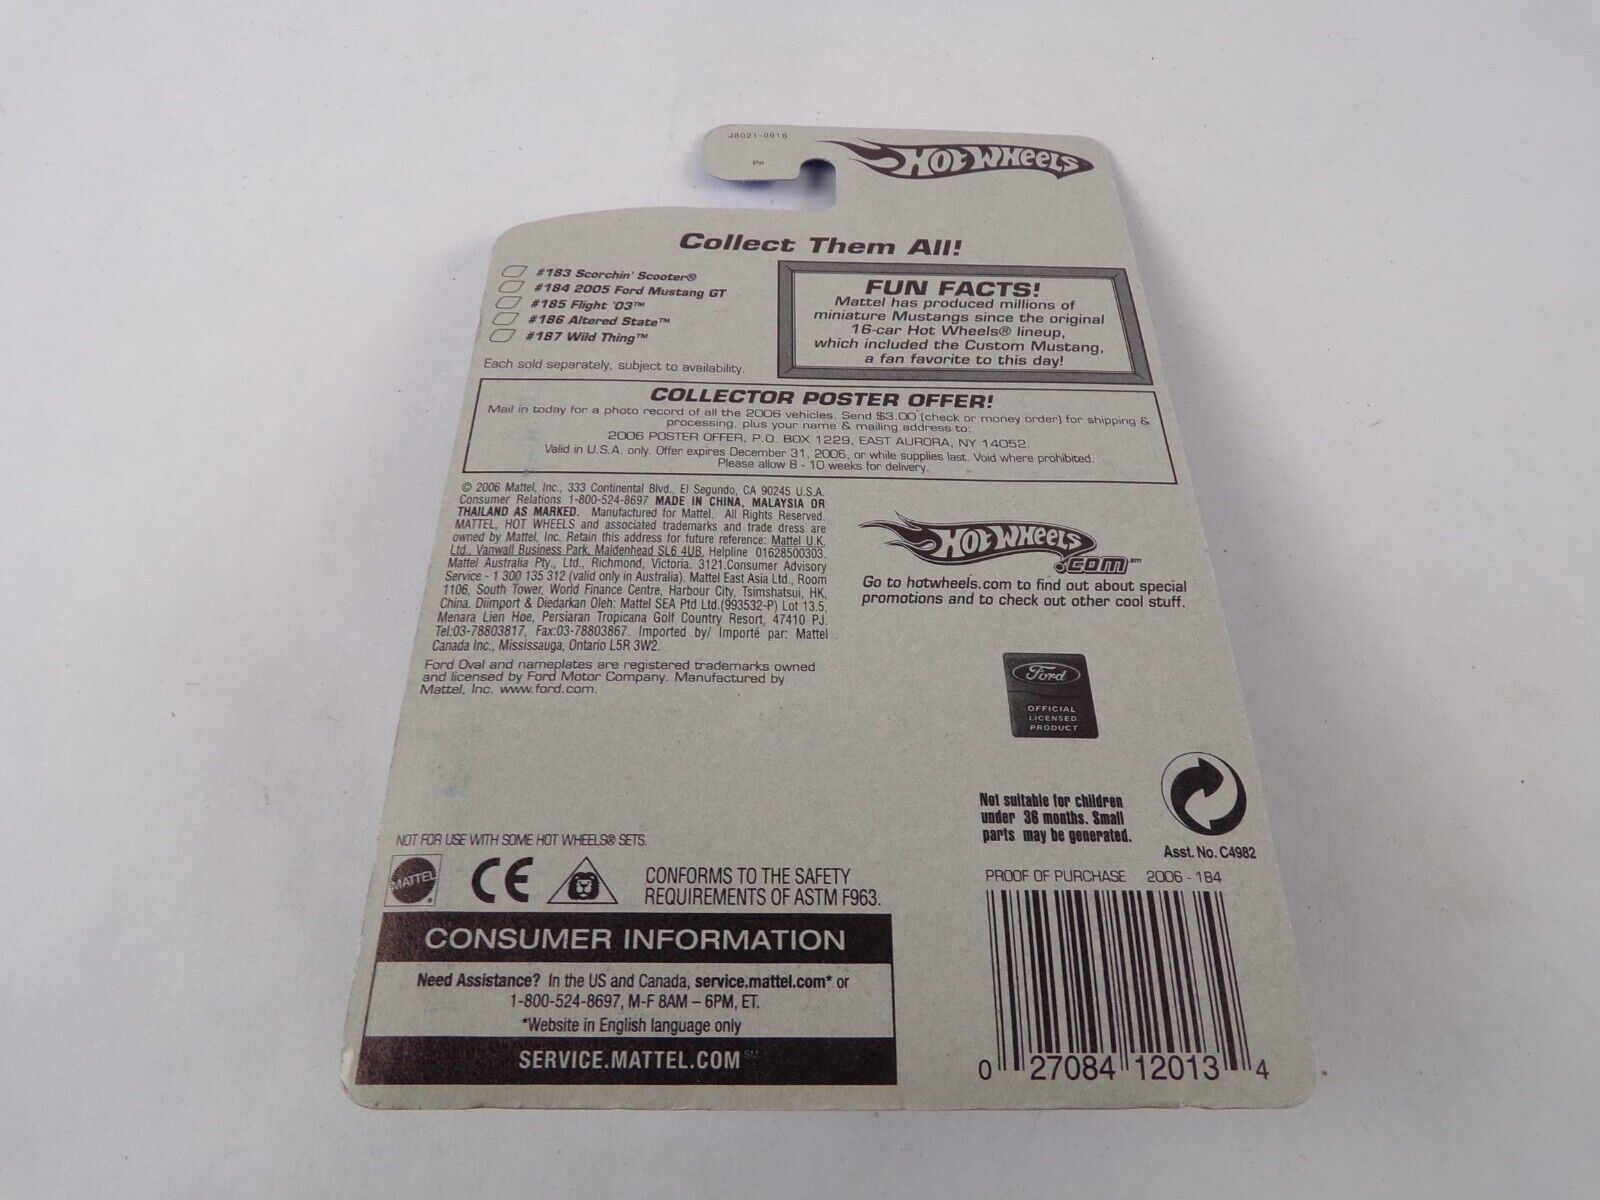 J8021-0918
PP
HOT WHEELS
Collect Them All!
#183 Scorchin' Scooter®
#184 2005 Ford Mustang GT
#185 Flight '03™
#186 Altered State™
#187 Wild Thing™
Each sold separately, subject to availability.
FUN FACTS!
Mattel has produced millions of
miniature Mustangs since the original
16-car Hot Wheels® lineup,
which included the Custom Mustang,
a fan favorite to this day!
COLLECTOR POSTER OFFER!
Mail in today for a photo record of all the 2006 vehicles. Send $3.00 (check or money order) for shipping &
processing, plus your name & mailing address to:
2006 POSTER OFFER, P.O. BOX 1229, EAST AURORA, NY 14052.
Valid in U.S.A. only. Offer expires December 31, 2006, or while supplies last. Void where prohibited.
Please allow 8 - 10 weeks for delivery.
© 2006 Mattel, Inc., 333 Continental Blvd., El Segundo, CA 90245 U.S.A.
Consumer Relations 1-800-524-8697 MADE IN CHINA, MALAYSIA OR
THAILAND AS MARKED. Manufactured for Mattel. All Rights Reserved.
MATTEL, HOT WHEELS and associated trademarks and trade dress are
owned by Mattel, Inc. Retain this address for future reference: Mattel U.K.
Ltd., Vanwall Business Park, Maidenhead SL6 4UB. Helpline 01628500303.
Mattel Australia Pty., Ltd., Richmond, Victoria. 3121.Consumer Advisory
Service - 1 300 135 312 (valid only in Australia). Mattel East Asia Ltd., Room
1106, South Tower, World Finance Centre, Harbour City, Tsimshatsui, HK,
China. Diimport & Diedarkan Oleh: Mattel SEA Ptd Ltd.(993532-P) Lot 13.5,
Menara Lien Hoe, Persiaran Tropicana Golf Country Resort, 47410 PJ.
Tel:03-78803817, Fax:03-78803867. Imported by/ Importé par: Mattel
Canada Inc., Mississauga, Ontario L5R 3W2.
Ford Oval and nameplates are registered trademarks owned
and licensed by Ford Motor Company. Manufactured by
Mattel, Inc. www.ford.com.
HOT WHEELS
.COM℠
Go to hotwheels.com to find out about special
promotions and to check out other cool stuff.
Ford
OFFICIAL
LICENSED
PRODUCT
Not suitable for children
under 36 months. Small
parts may be generated.
Asst. No. C4982
NOT FOR USE WITH SOME HOT WHEELS® SETS.
MATTEL®
CE
CONFORMS TO THE SAFETY
REQUIREMENTS OF ASTM F963.
PROOF OF PURCHASE 2006 - 184
CONSUMER INFORMATION
Need Assistance? In the US and Canada, service.mattel.com* or
1-800-524-8697, M-F 8AM – 6PM, ET.
*Website in English language only
SERVICE.MATTEL.COM℠
0 27084 12013 4